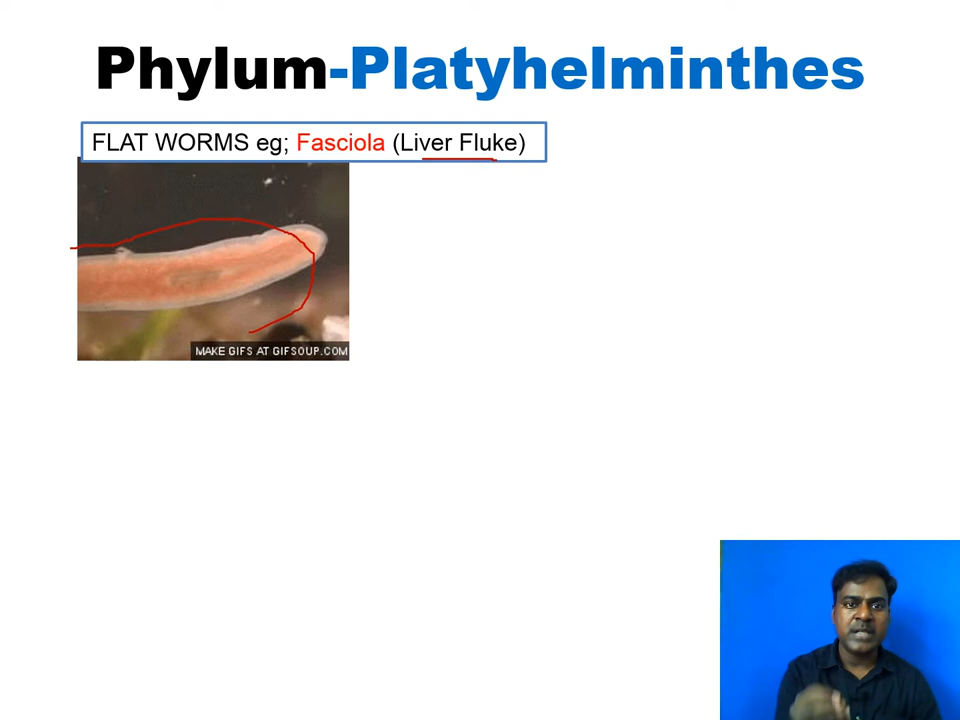 Phylum-Platyhelminthes
FLAT WORMS eg; Fasciola (Liver Fluke)
MAKE GIFS AT GIFSOUP.COM